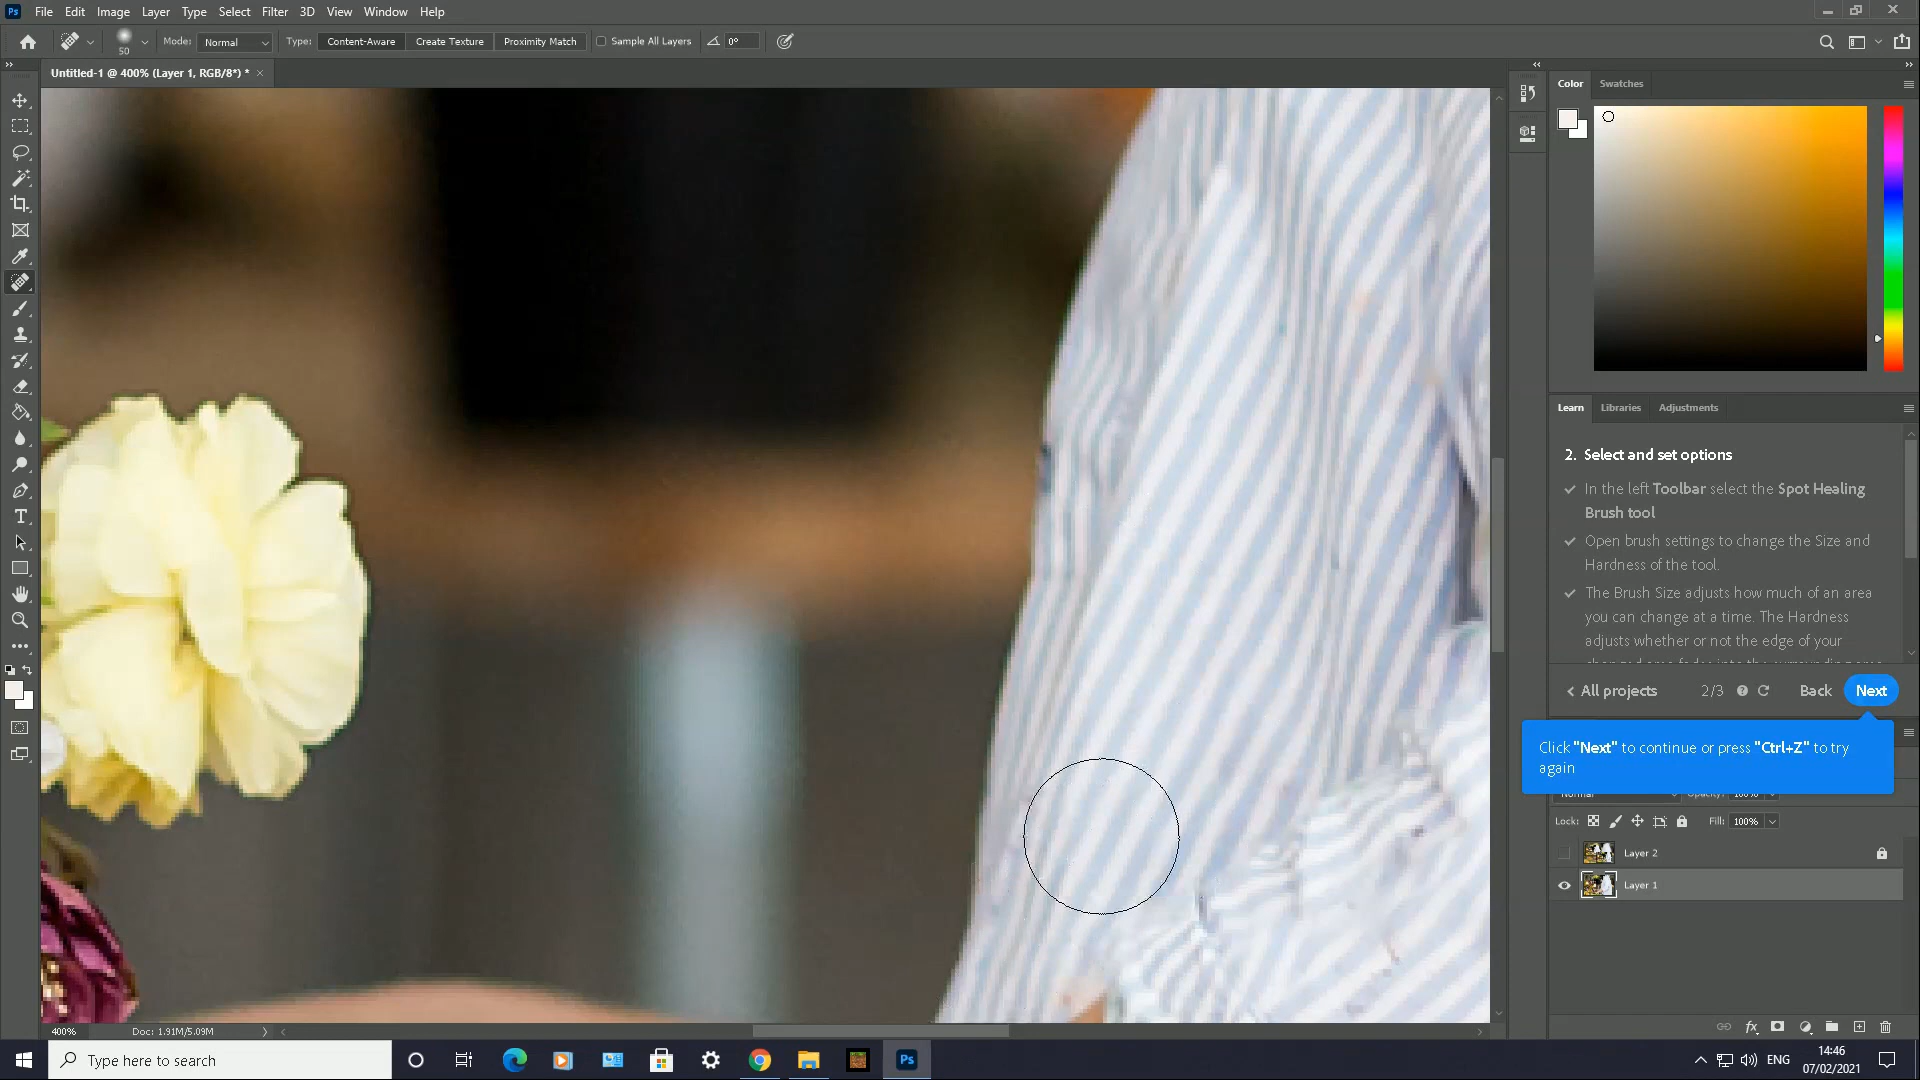 Ps File Edit Image Layer Type Select Filter 3D View Window Help
50 Mode: Normal Type: Content-Aware Create Texture Proximity Match Sample All Layers 0°
Untitled-1 @ 400% (Layer 1, RGB/8*) * ×
Color Swatches
Learn Libraries Adjustments
2. Select and set options
In the left Toolbar select the Spot Healing
Brush tool
Open brush settings to change the Size and
Hardness of the tool.
The Brush Size adjusts how much of an area
you can change at a time. The Hardness
adjusts whether or not the edge of your
All projects 2/3 Back Next
Click "Next" to continue or press "Ctrl+Z" to try
again
Normal Opacity: 100%
Lock: Fill: 100%
Layer 2
Layer 1
400% Doc: 1.91M/5.09M
Type here to search
Ps
ENG
14:46
07/02/2021